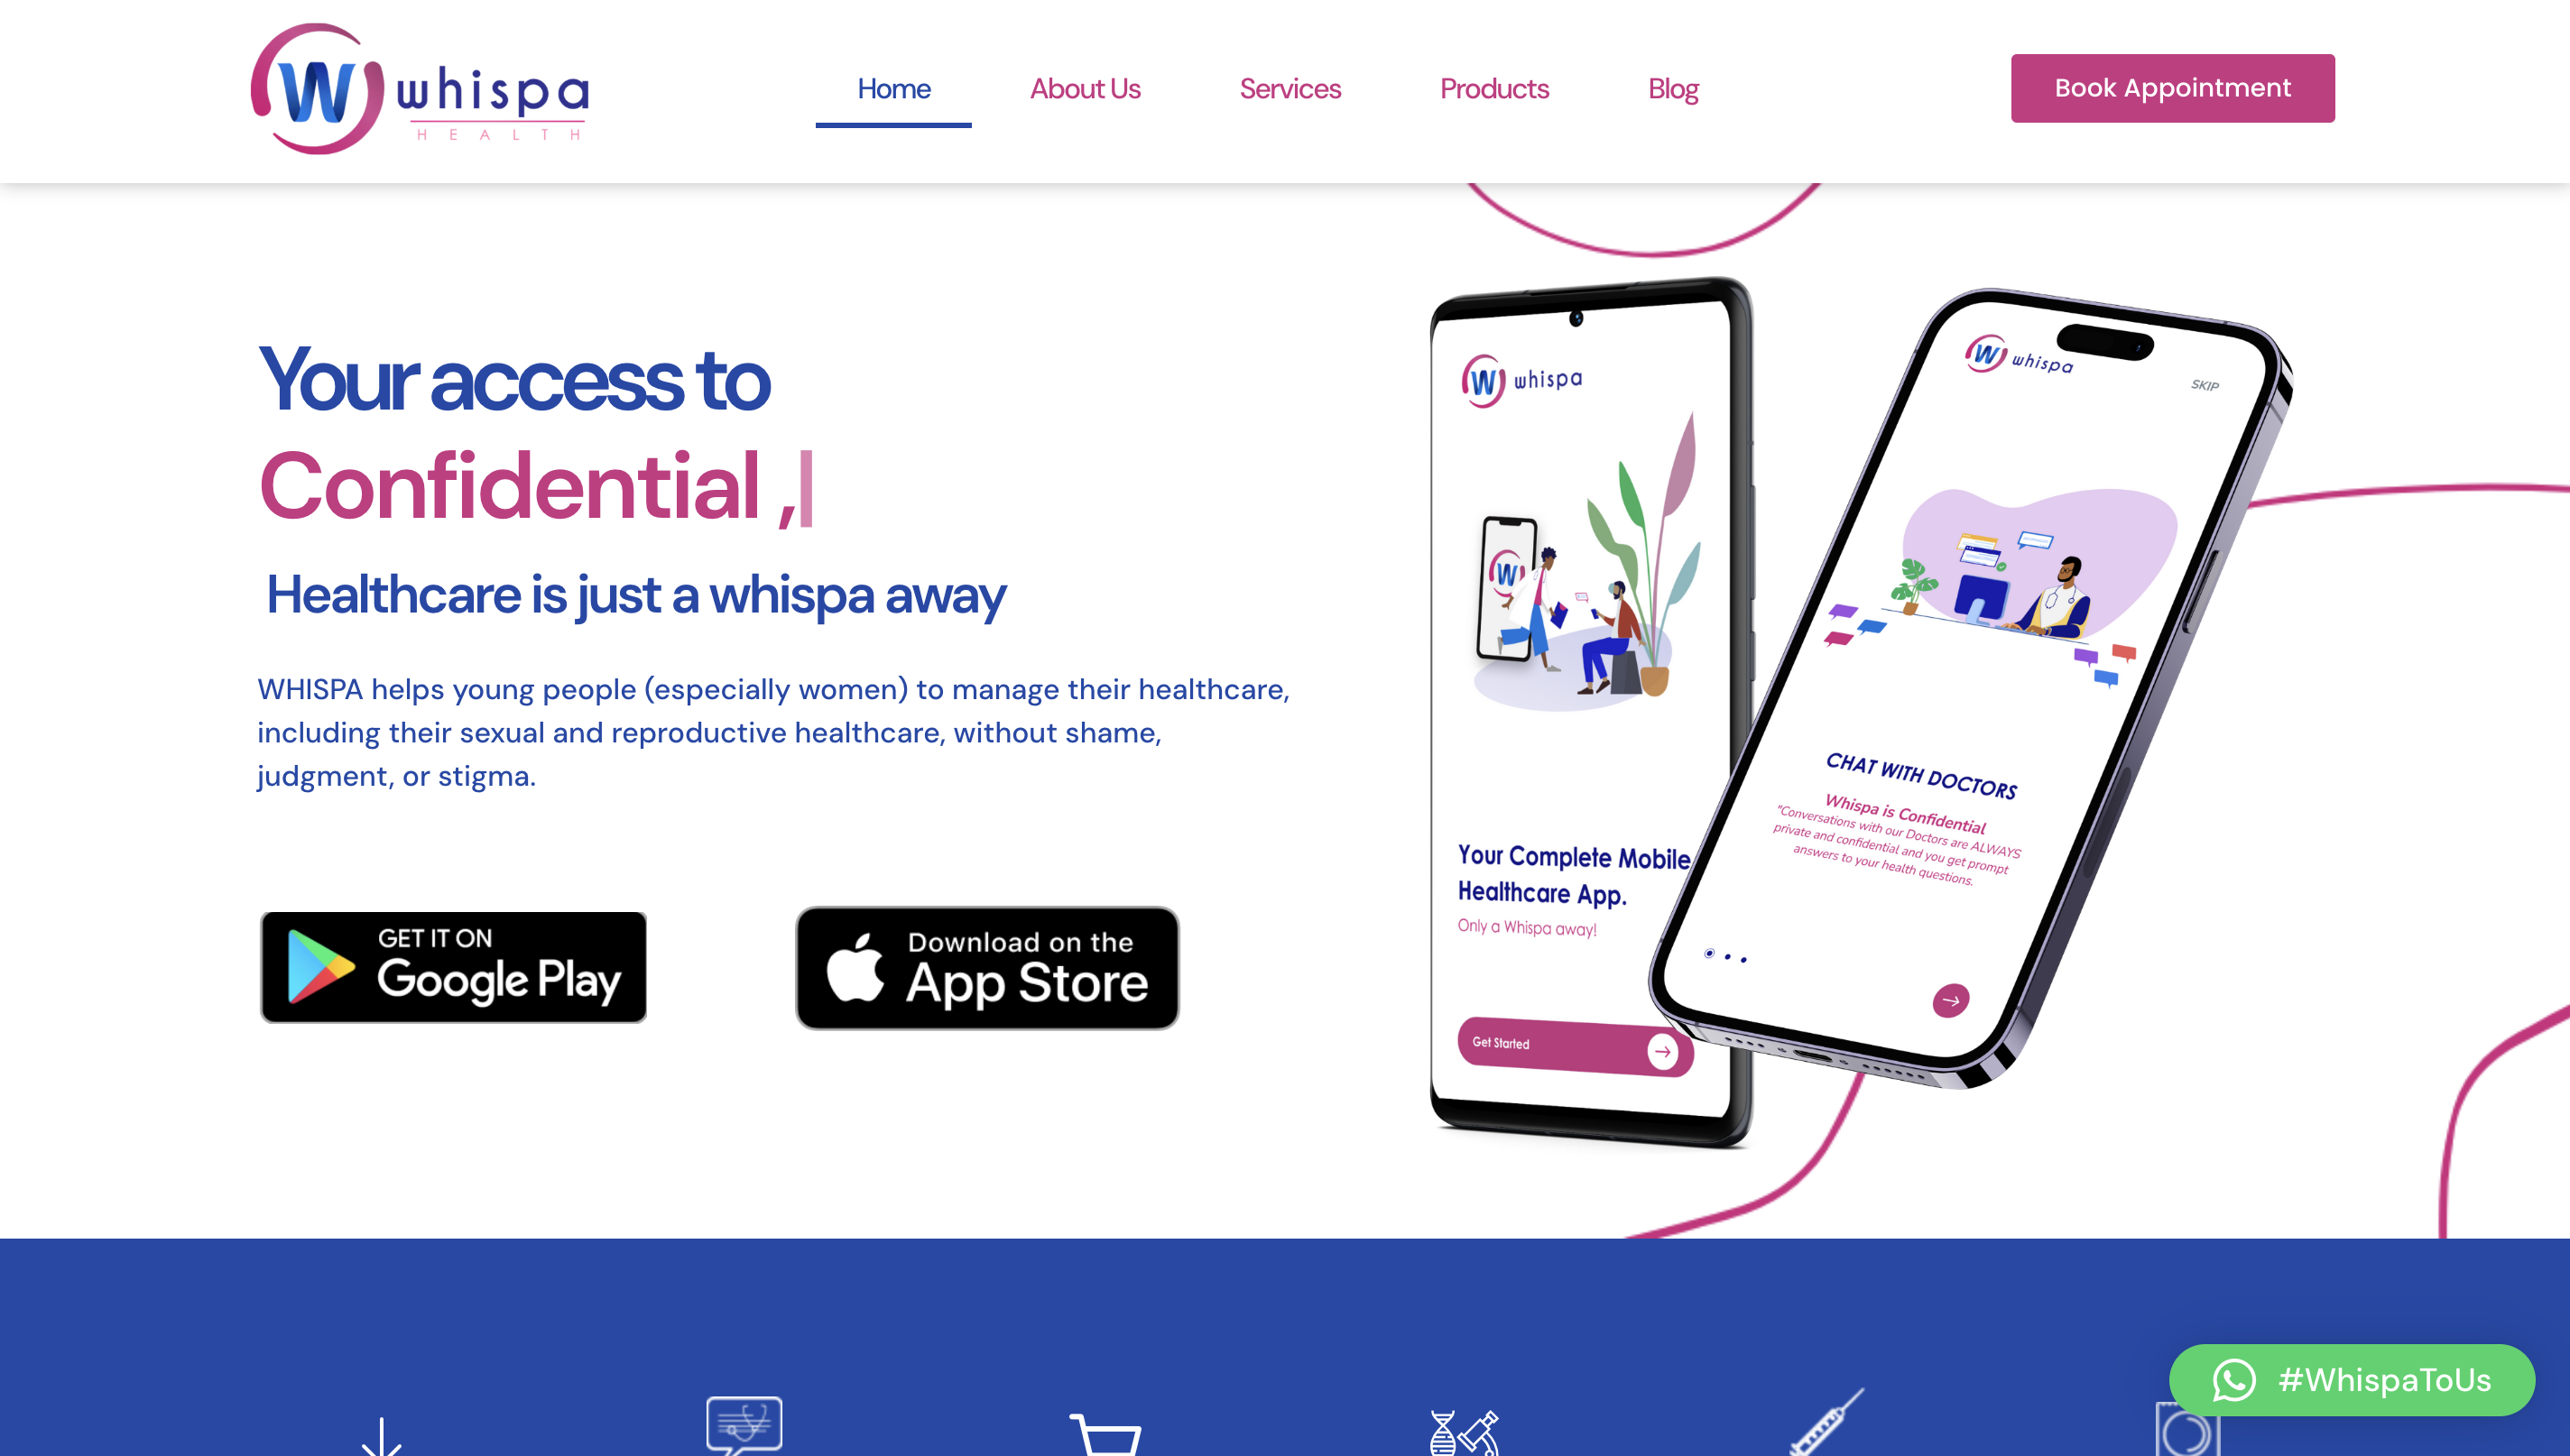 whispa
HEALTH
Home
About Us
Services
Products
Blog
Book Appointment
Your access to
Confidential ,
Healthcare is just a whispa away
WHISPA helps young people (especially women) to manage their healthcare,
including their sexual and reproductive healthcare, without shame,
judgment, or stigma.
GET IT ON
Google Play
Download on the
App Store
whispa
Your Complete Mobile
Healthcare App.
Only a Whispa away!
Get Started
whispa
SKIP
CHAT WITH DOCTORS
Whispa is Confidential
"Conversations with our Doctors are ALWAYS
private and confidential and you get prompt
answers to your health questions.
#WhispaToUs